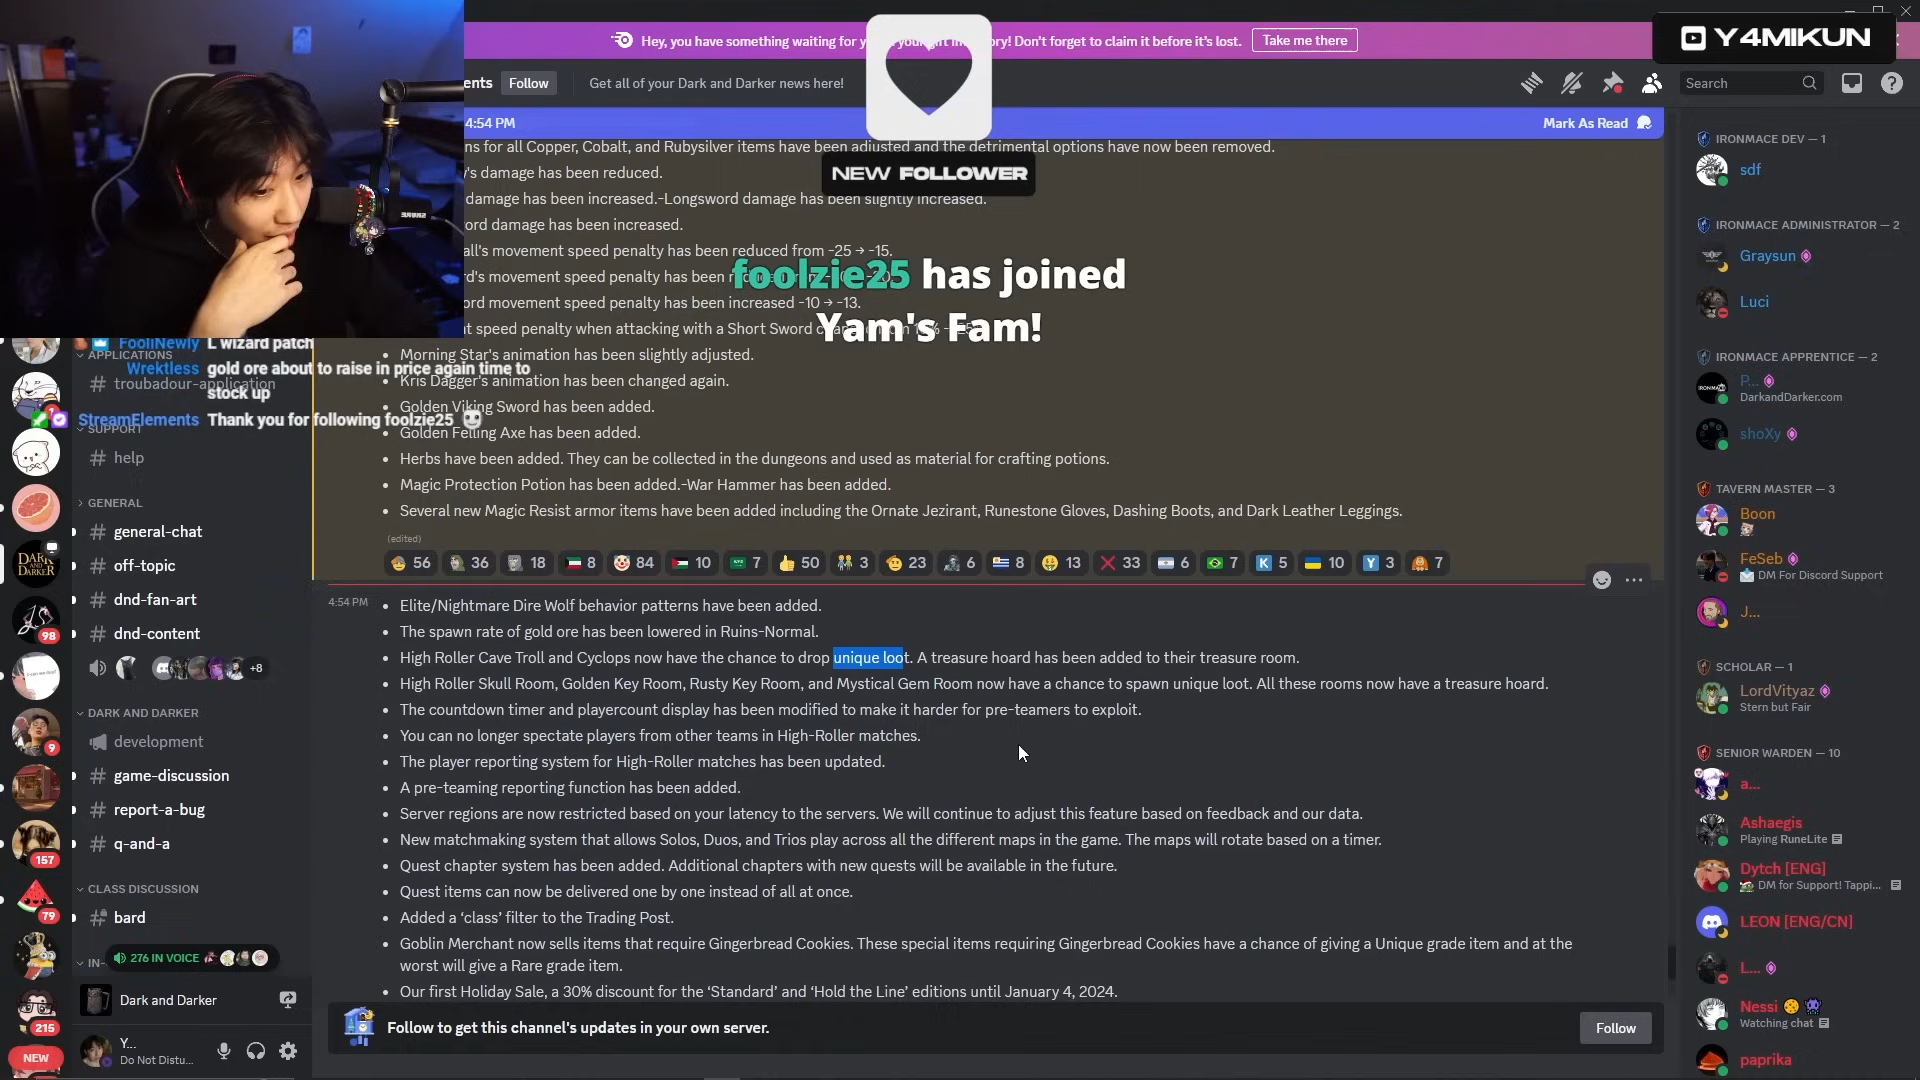 Hey, you have something waiting for
Don't forget to claim it before it's lost.
Take me there
Y4MIKUN
ents
Follow
Get all of your Dark and Darker news here!
Search
4:54 PM
Mark As Read
ns for all Copper, Cobalt, and Rubysilver items have been adjusted and the detrimental options have now been removed.
y's damage has been reduced.
NEW FOLLOWER
damage has been increased.-Longsword damage has been slightly increased.
ord damage has been increased.
all's movement speed penalty has been reduced from -25 → -15.
rd's movement speed penalty has been
foolzie25 has joined
Yam's Fam!
ord movement speed penalty has been increased -10 → -13.
t speed penalty when attacking with a Short Sword
Morning Star's animation has been slightly adjusted.
Kris Dagger's animation has been changed again.
Golden Viking Sword has been added.
Golden Felling Axe has been added.
Herbs have been added. They can be collected in the dungeons and used as material for crafting potions.
Magic Protection Potion has been added.-War Hammer has been added.
Several new Magic Resist armor items have been added including the Ornate Jezirant, Runestone Gloves, Dashing Boots, and Dark Leather Leggings.
(edited)
56 36 18 8 84 10 7 50 3 23 6 8 13 33 6 7 K 5 10 Y 3 7
4:54 PM
Elite/Nightmare Dire Wolf behavior patterns have been added.
The spawn rate of gold ore has been lowered in Ruins-Normal.
High Roller Cave Troll and Cyclops now have the chance to drop unique loot. A treasure hoard has been added to their treasure room.
High Roller Skull Room, Golden Key Room, Rusty Key Room, and Mystical Gem Room now have a chance to spawn unique loot. All these rooms now have a treasure hoard.
The countdown timer and playercount display has been modified to make it harder for pre-teamers to exploit.
You can no longer spectate players from other teams in High-Roller matches.
The player reporting system for High-Roller matches has been updated.
A pre-teaming reporting function has been added.
Server regions are now restricted based on your latency to the servers. We will continue to adjust this feature based on feedback and our data.
New matchmaking system that allows Solos, Duos, and Trios play across all the different maps in the game. The maps will rotate based on a timer.
Quest chapter system has been added. Additional chapters with new quests will be available in the future.
Quest items can now be delivered one by one instead of all at once.
Added a ‘class’ filter to the Trading Post.
Goblin Merchant now sells items that require Gingerbread Cookies. These special items requiring Gingerbread Cookies have a chance of giving a Unique grade item and at the
worst will give a Rare grade item.
Our first Holiday Sale, a 30% discount for the ‘Standard’ and ‘Hold the Line’ editions until January 4, 2024.
Follow to get this channel's updates in your own server.
Follow
FooliNewly L wizard patch
APPLICATIONS
Wrektless gold ore about to raise in price again time to
stock up
troubadour-application
StreamElements Thank you for following foolzie25
SUPPORT
help
GENERAL
general-chat
off-topic
dnd-fan-art
dnd-content
+8
DARK AND DARKER
development
game-discussion
report-a-bug
q-and-a
CLASS DISCUSSION
bard
IN-
276 IN VOICE
Dark and Darker
Y...
Do Not Distu...
DARK AND DARKER
98
9
157
79
215
NEW
IRONMACE DEV — 1
sdf
IRONMACE ADMINISTRATOR — 2
Graysun
Luci
IRONMACE APPRENTICE — 2
P...
DarkandDarker.com
shoXy
TAVERN MASTER — 3
Boon
FeSeb
DM For Discord Support
J...
SCHOLAR — 1
LordVityaz
Stern but Fair
SENIOR WARDEN — 10
a...
Ashaegis
Playing RuneLite
Dytch [ENG]
DM for Support! Tappi...
LEON [ENG/CN]
L...
Nessi
Watching chat
paprika